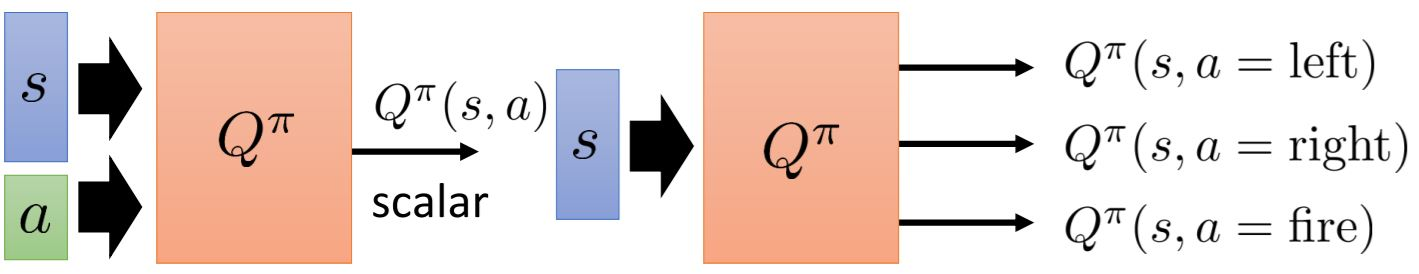 s
a
Q^π
Q^π(s, a)
scalar
s
Q^π
Q^π(s, a = left)
Q^π(s, a = right)
Q^π(s, a = fire)